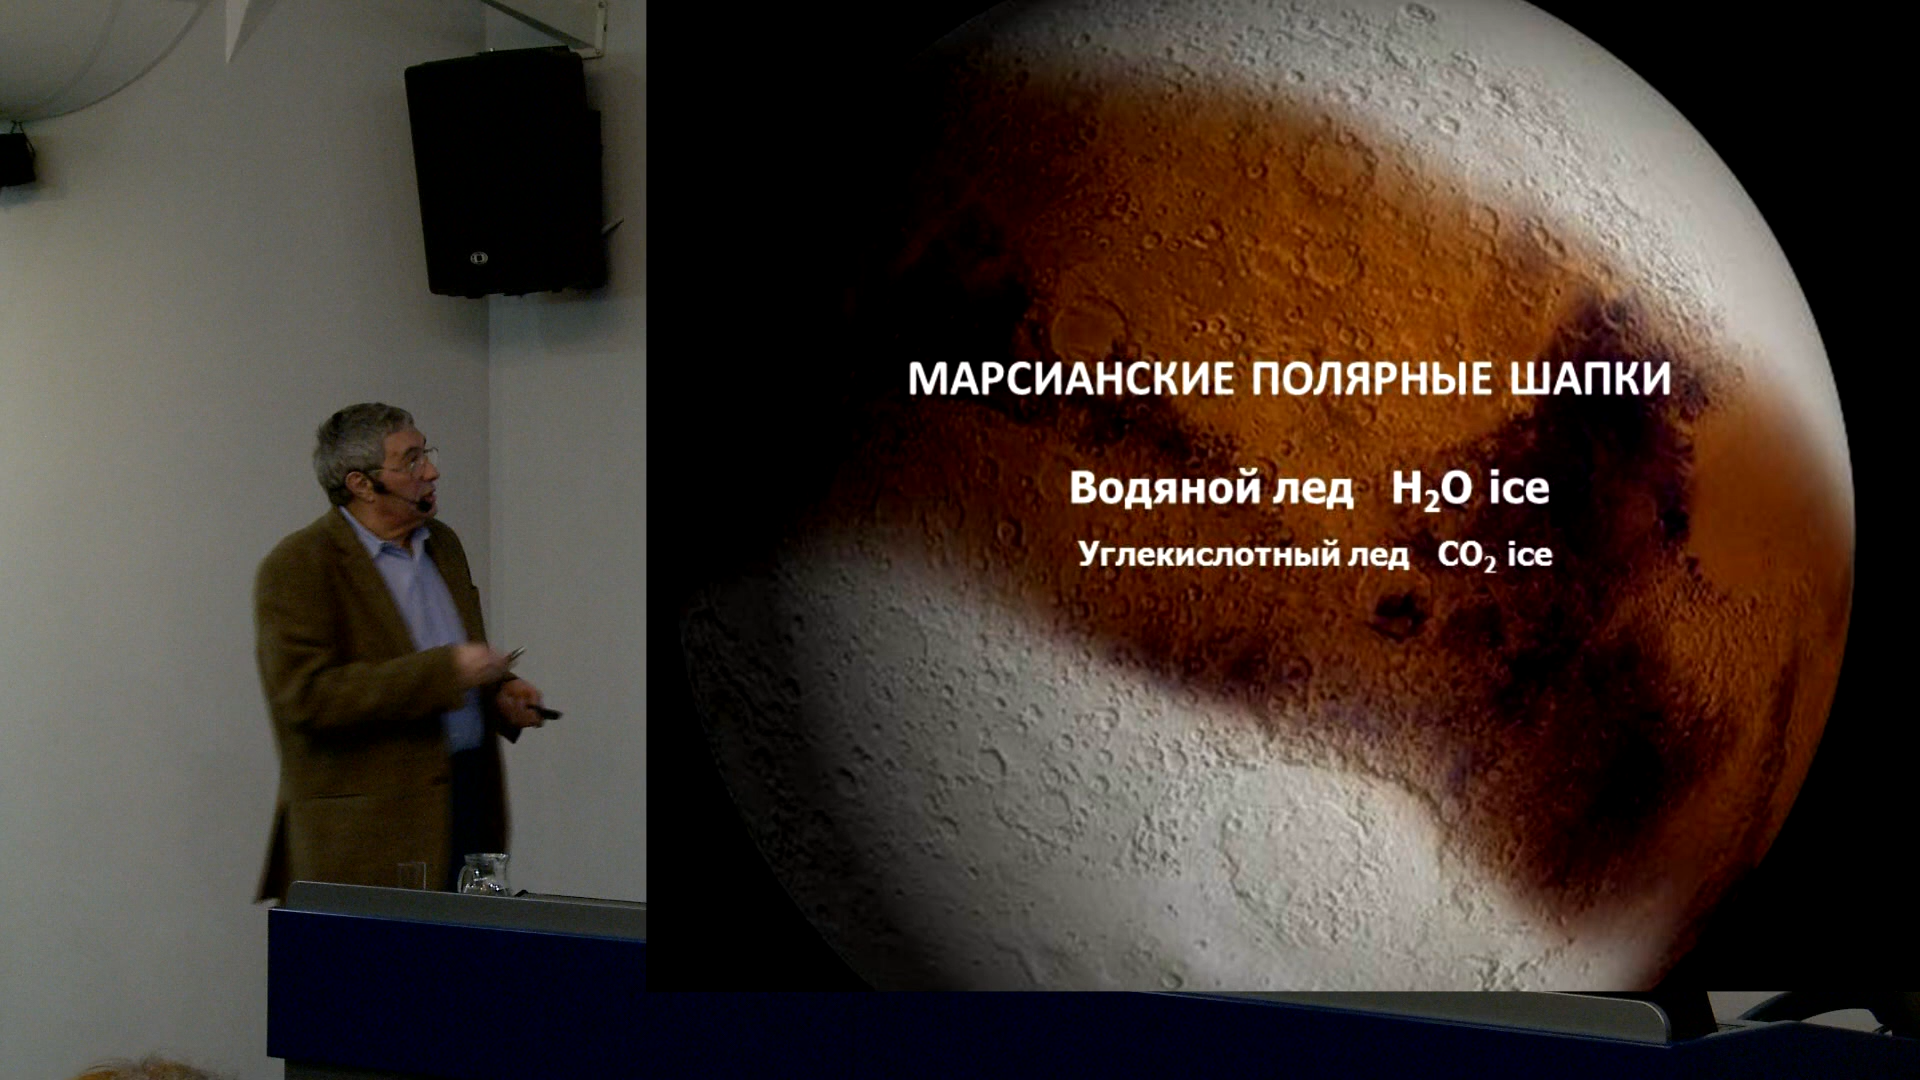 МАРСИАНСКИЕ ПОЛЯРНЫЕ ШАПКИ
Водяной лед H₂O ice
Углекислотный лед CO₂ ice